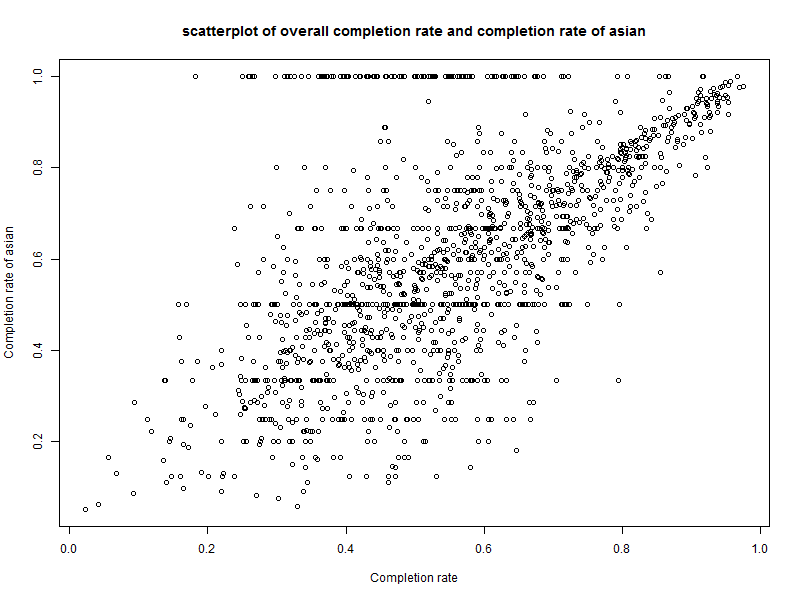 scatterplot of overall completion rate and completion rate of asian
1.0
0.8
0.6
0.4
0.2
Completion rate of asian
0.0 0.2 0.4 0.6 0.8 1.0
Completion rate